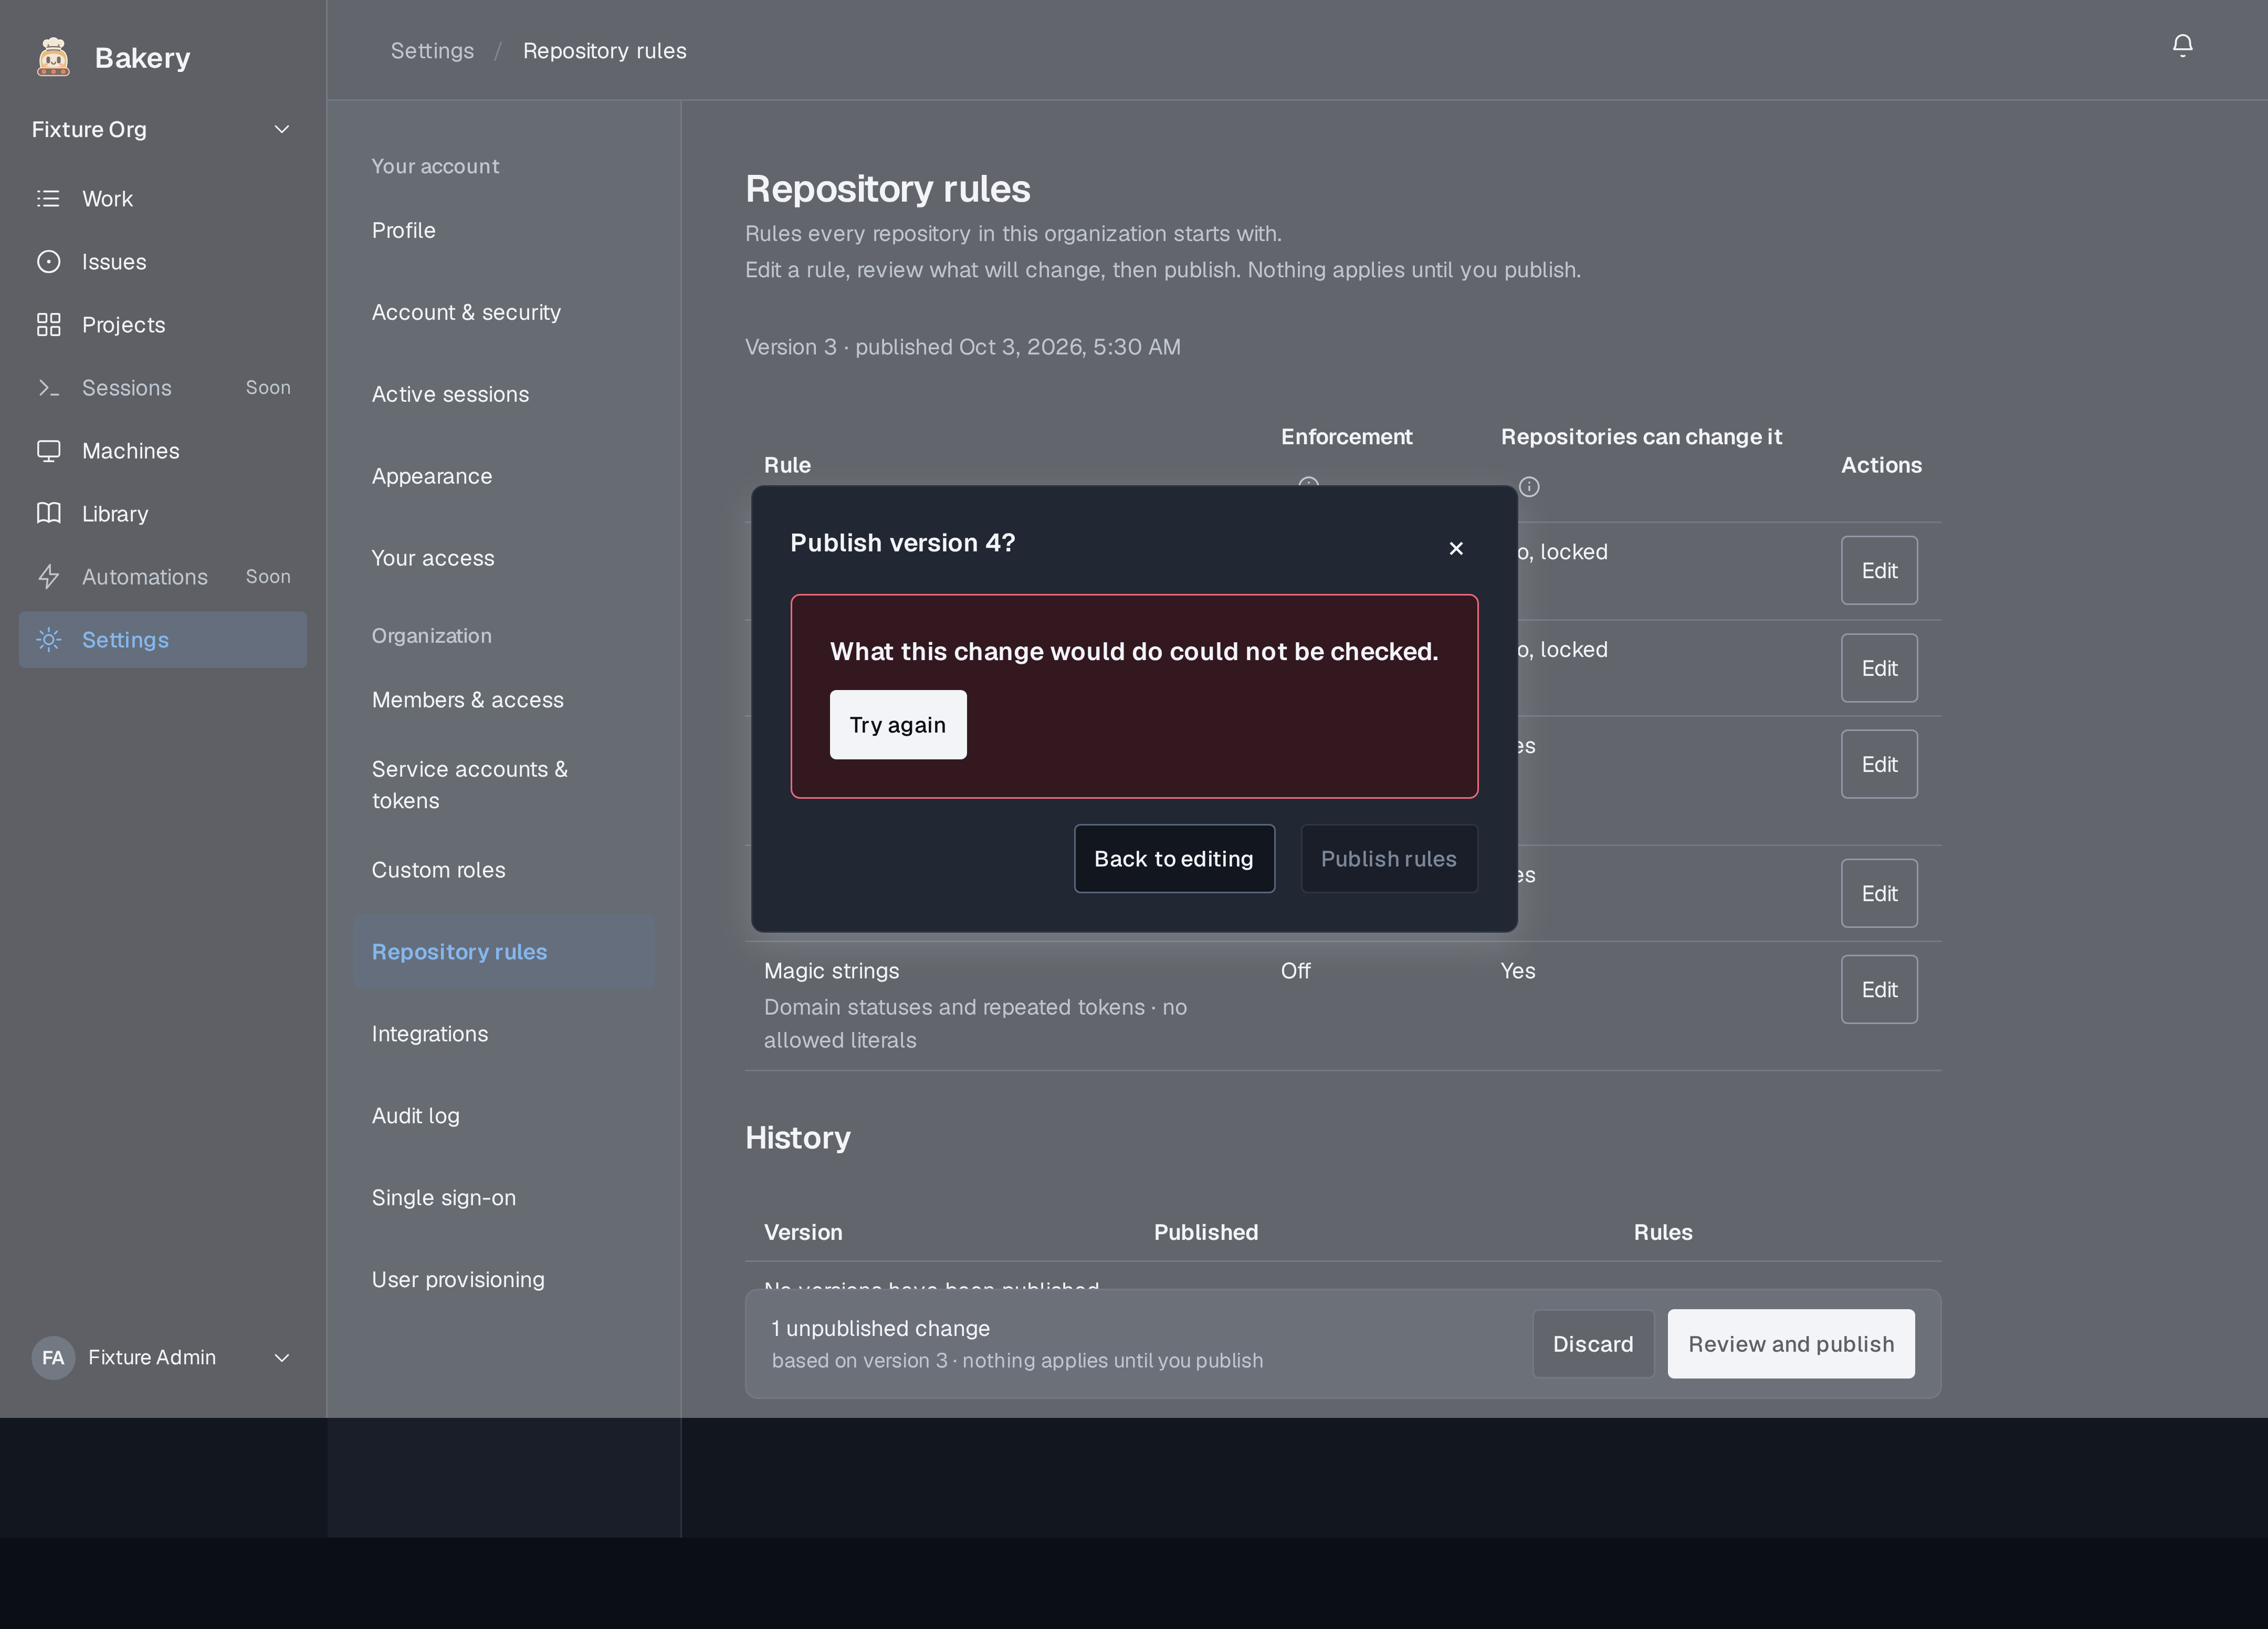 Bakery
Fixture Org
Work
Issues
Projects
Sessions Soon
Machines
Library
Automations Soon
Settings
FA Fixture Admin
Settings / Repository rules
Your account
Profile
Account & security
Active sessions
Appearance
Your access
Organization
Members & access
Service accounts &
tokens
Custom roles
Repository rules
Integrations
Audit log
Single sign-on
User provisioning
Repository rules
Rules every repository in this organization starts with.
Edit a rule, review what will change, then publish. Nothing applies until you publish.
Version 3 · published Oct 3, 2026, 5:30 AM
Rule Enforcement Repositories can change it Actions
locked Edit
locked Edit
Edit
Edit
Publish version 4?
What this change would do could not be checked.
Try again
Back to editing Publish rules
Magic strings Off Yes Edit
Domain statuses and repeated tokens · no
allowed literals
History
Version Published Rules
No versions have been published
1 unpublished change
based on version 3 · nothing applies until you publish
Discard Review and publish